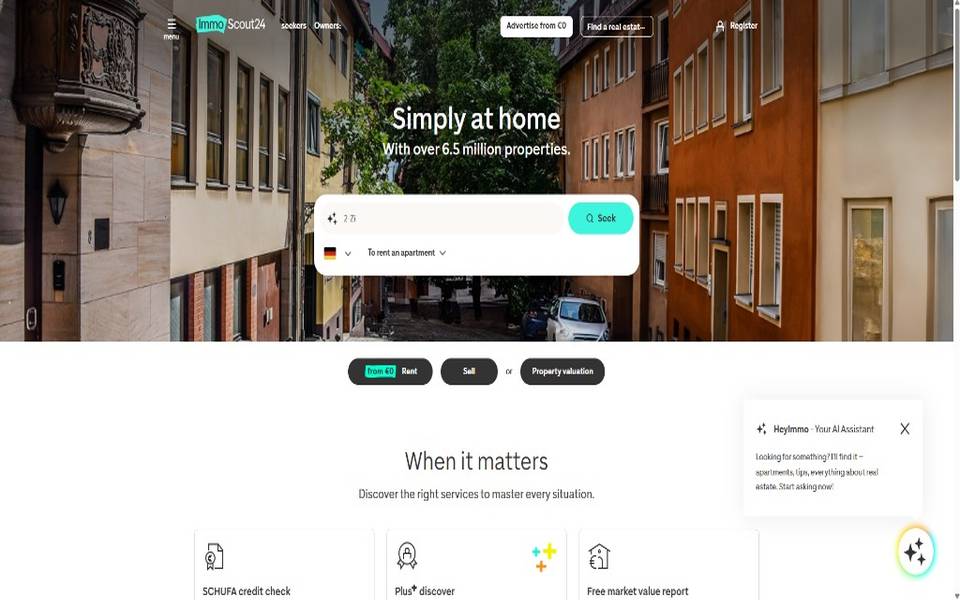 menu
ImmoScout24
seekers
Owners:
Advertise from €0
Find a real estat...
Register
Simply at home
With over 6.5 million properties.
2 Zi
Seek
To rent an apartment
from €0 Rent
Sell
or
Property valuation
HeyImmo - Your AI Assistant
Looking for something? I'll find it –
apartments, tips, everything about real
estate. Start asking now!
When it matters
Discover the right services to master every situation.
SCHUFA credit check
Plus+ discover
Free market value report